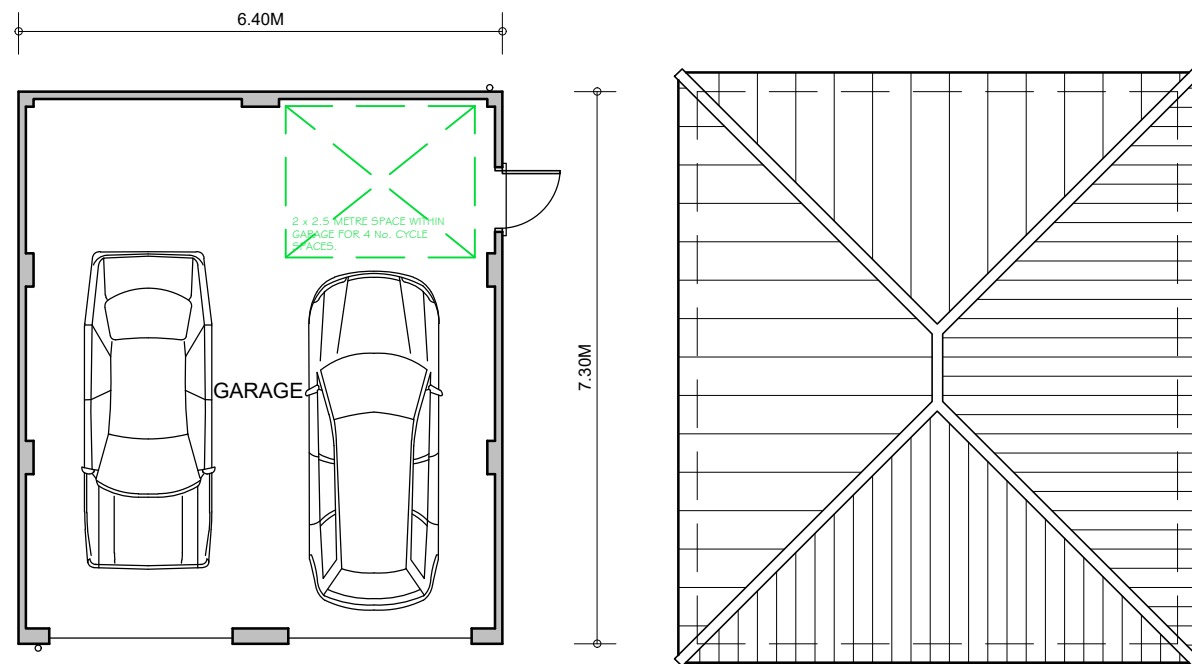 6.40M
2 x 2.5 METRE SPACE WITHIN
GARAGE FOR 4 No. CYCLE
SPACES.
GARAGE
7.30M